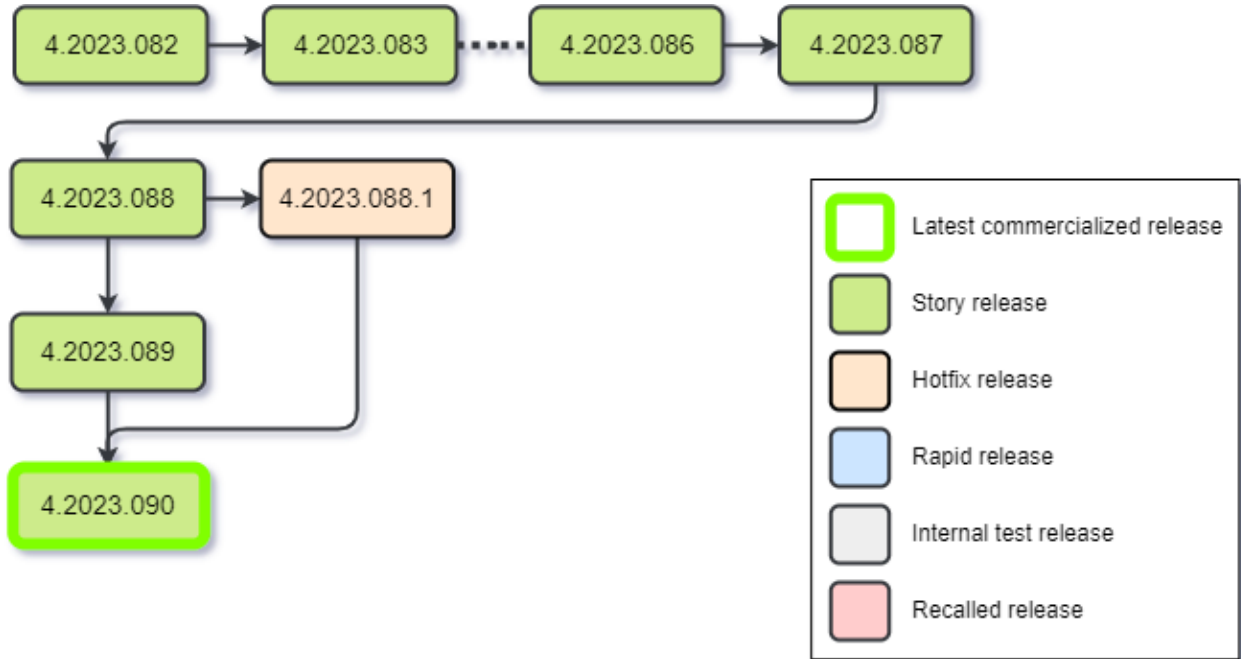 4.2023.082
4.2023.083
4.2023.086
4.2023.087
4.2023.088
4.2023.088.1
4.2023.089
4.2023.090
Latest commercialized release
Story release
Hotfix release
Rapid release
Internal test release
Recalled release